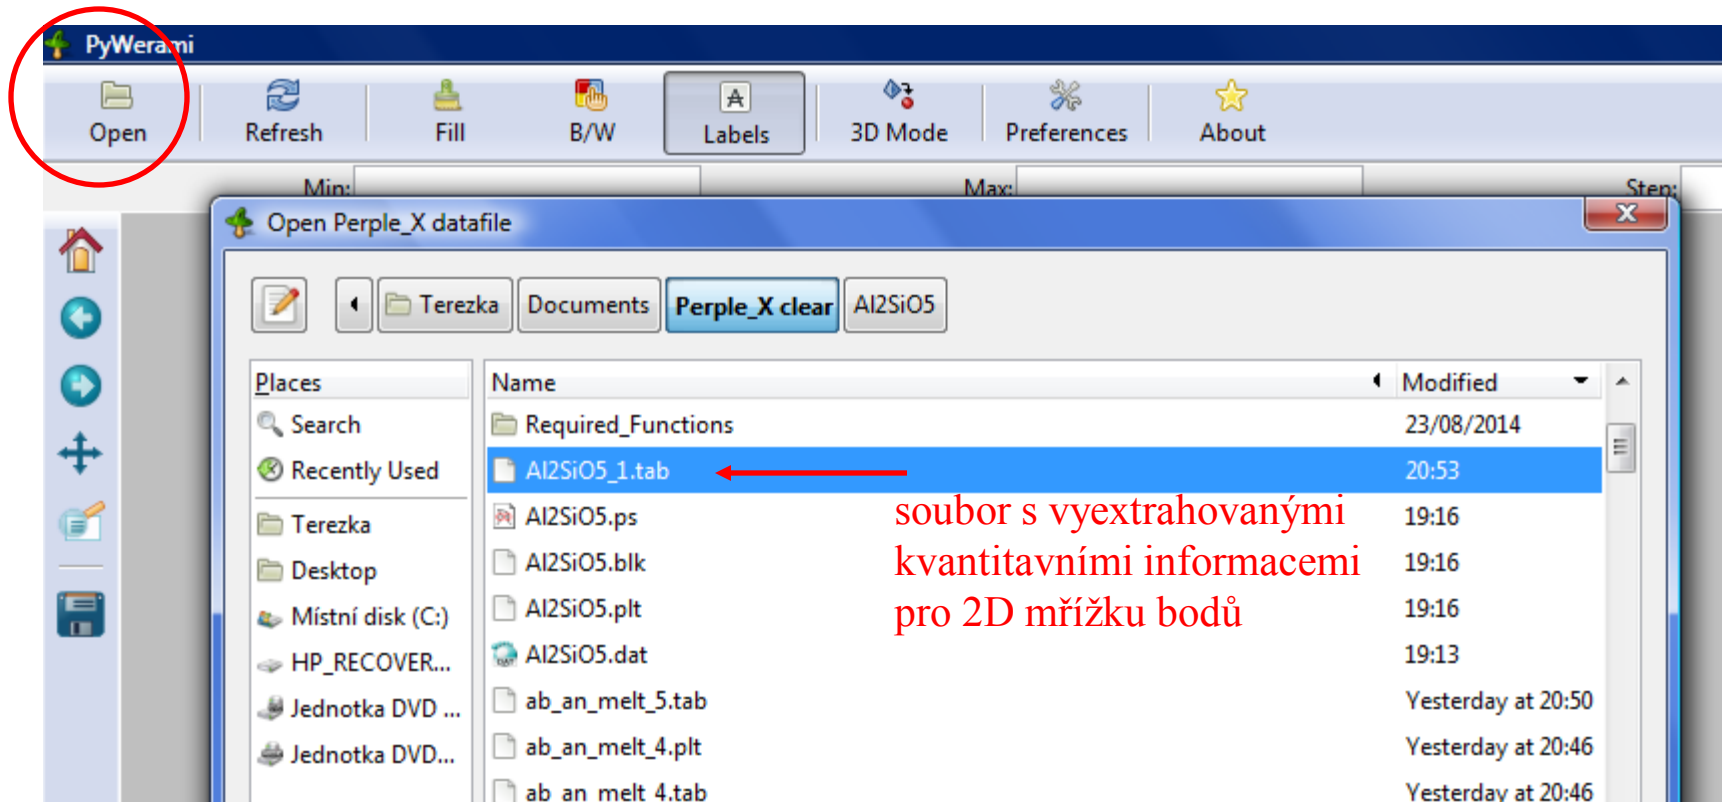 PyWerami
Open Refresh Fill B/W Labels 3D Mode Preferences About
Min: Max: Step:
Open Perple_X datafile
Terezka Documents Perple_X clear Al2SiO5
Places Name Modified
Search Required_Functions 23/08/2014
Recently Used Al2SiO5_1.tab 20:53
Terezka Al2SiO5.ps 19:16
Desktop Al2SiO5.blk 19:16
Místní disk (C:) Al2SiO5.plt 19:16
HP_RECOVER... Al2SiO5.dat 19:13
Jednotka DVD ... ab_an_melt_5.tab Yesterday at 20:50
Jednotka DVD... ab_an_melt_4.plt Yesterday at 20:46
ab_an_melt_4.tab Yesterday at 20:46
soubor s vyextrahovanými
kvantitavními informacemi
pro 2D mřížku bodů